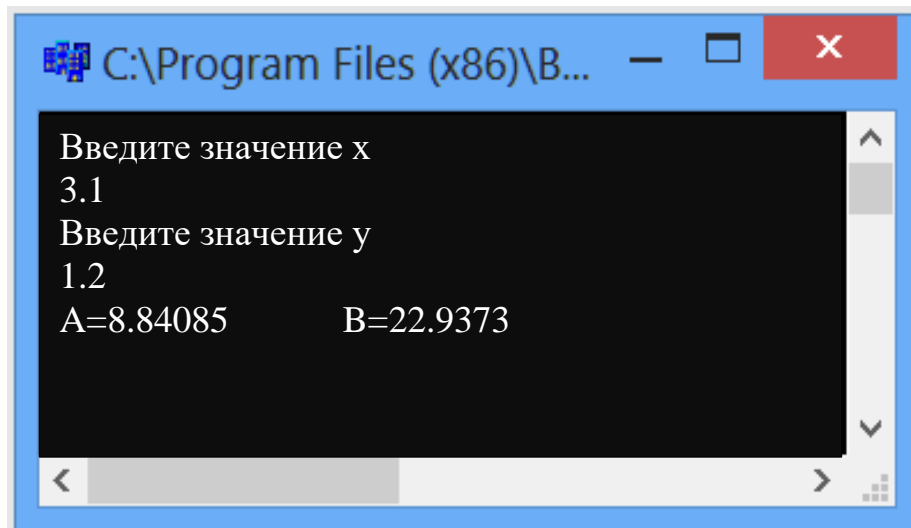 C:\Program Files (x86)\B...
Введите значение x
3.1
Введите значение y
1.2
A=8.84085 B=22.9373